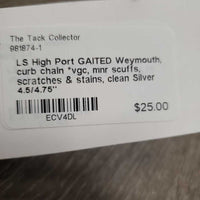 The Tack Collector
981874-1
LS High Port GAITED Weymouth,
curb chain *vgc, mnr scuffs,
scratches & stains, clean Silver
4.5/4.75"
$25.00
ECV4DL